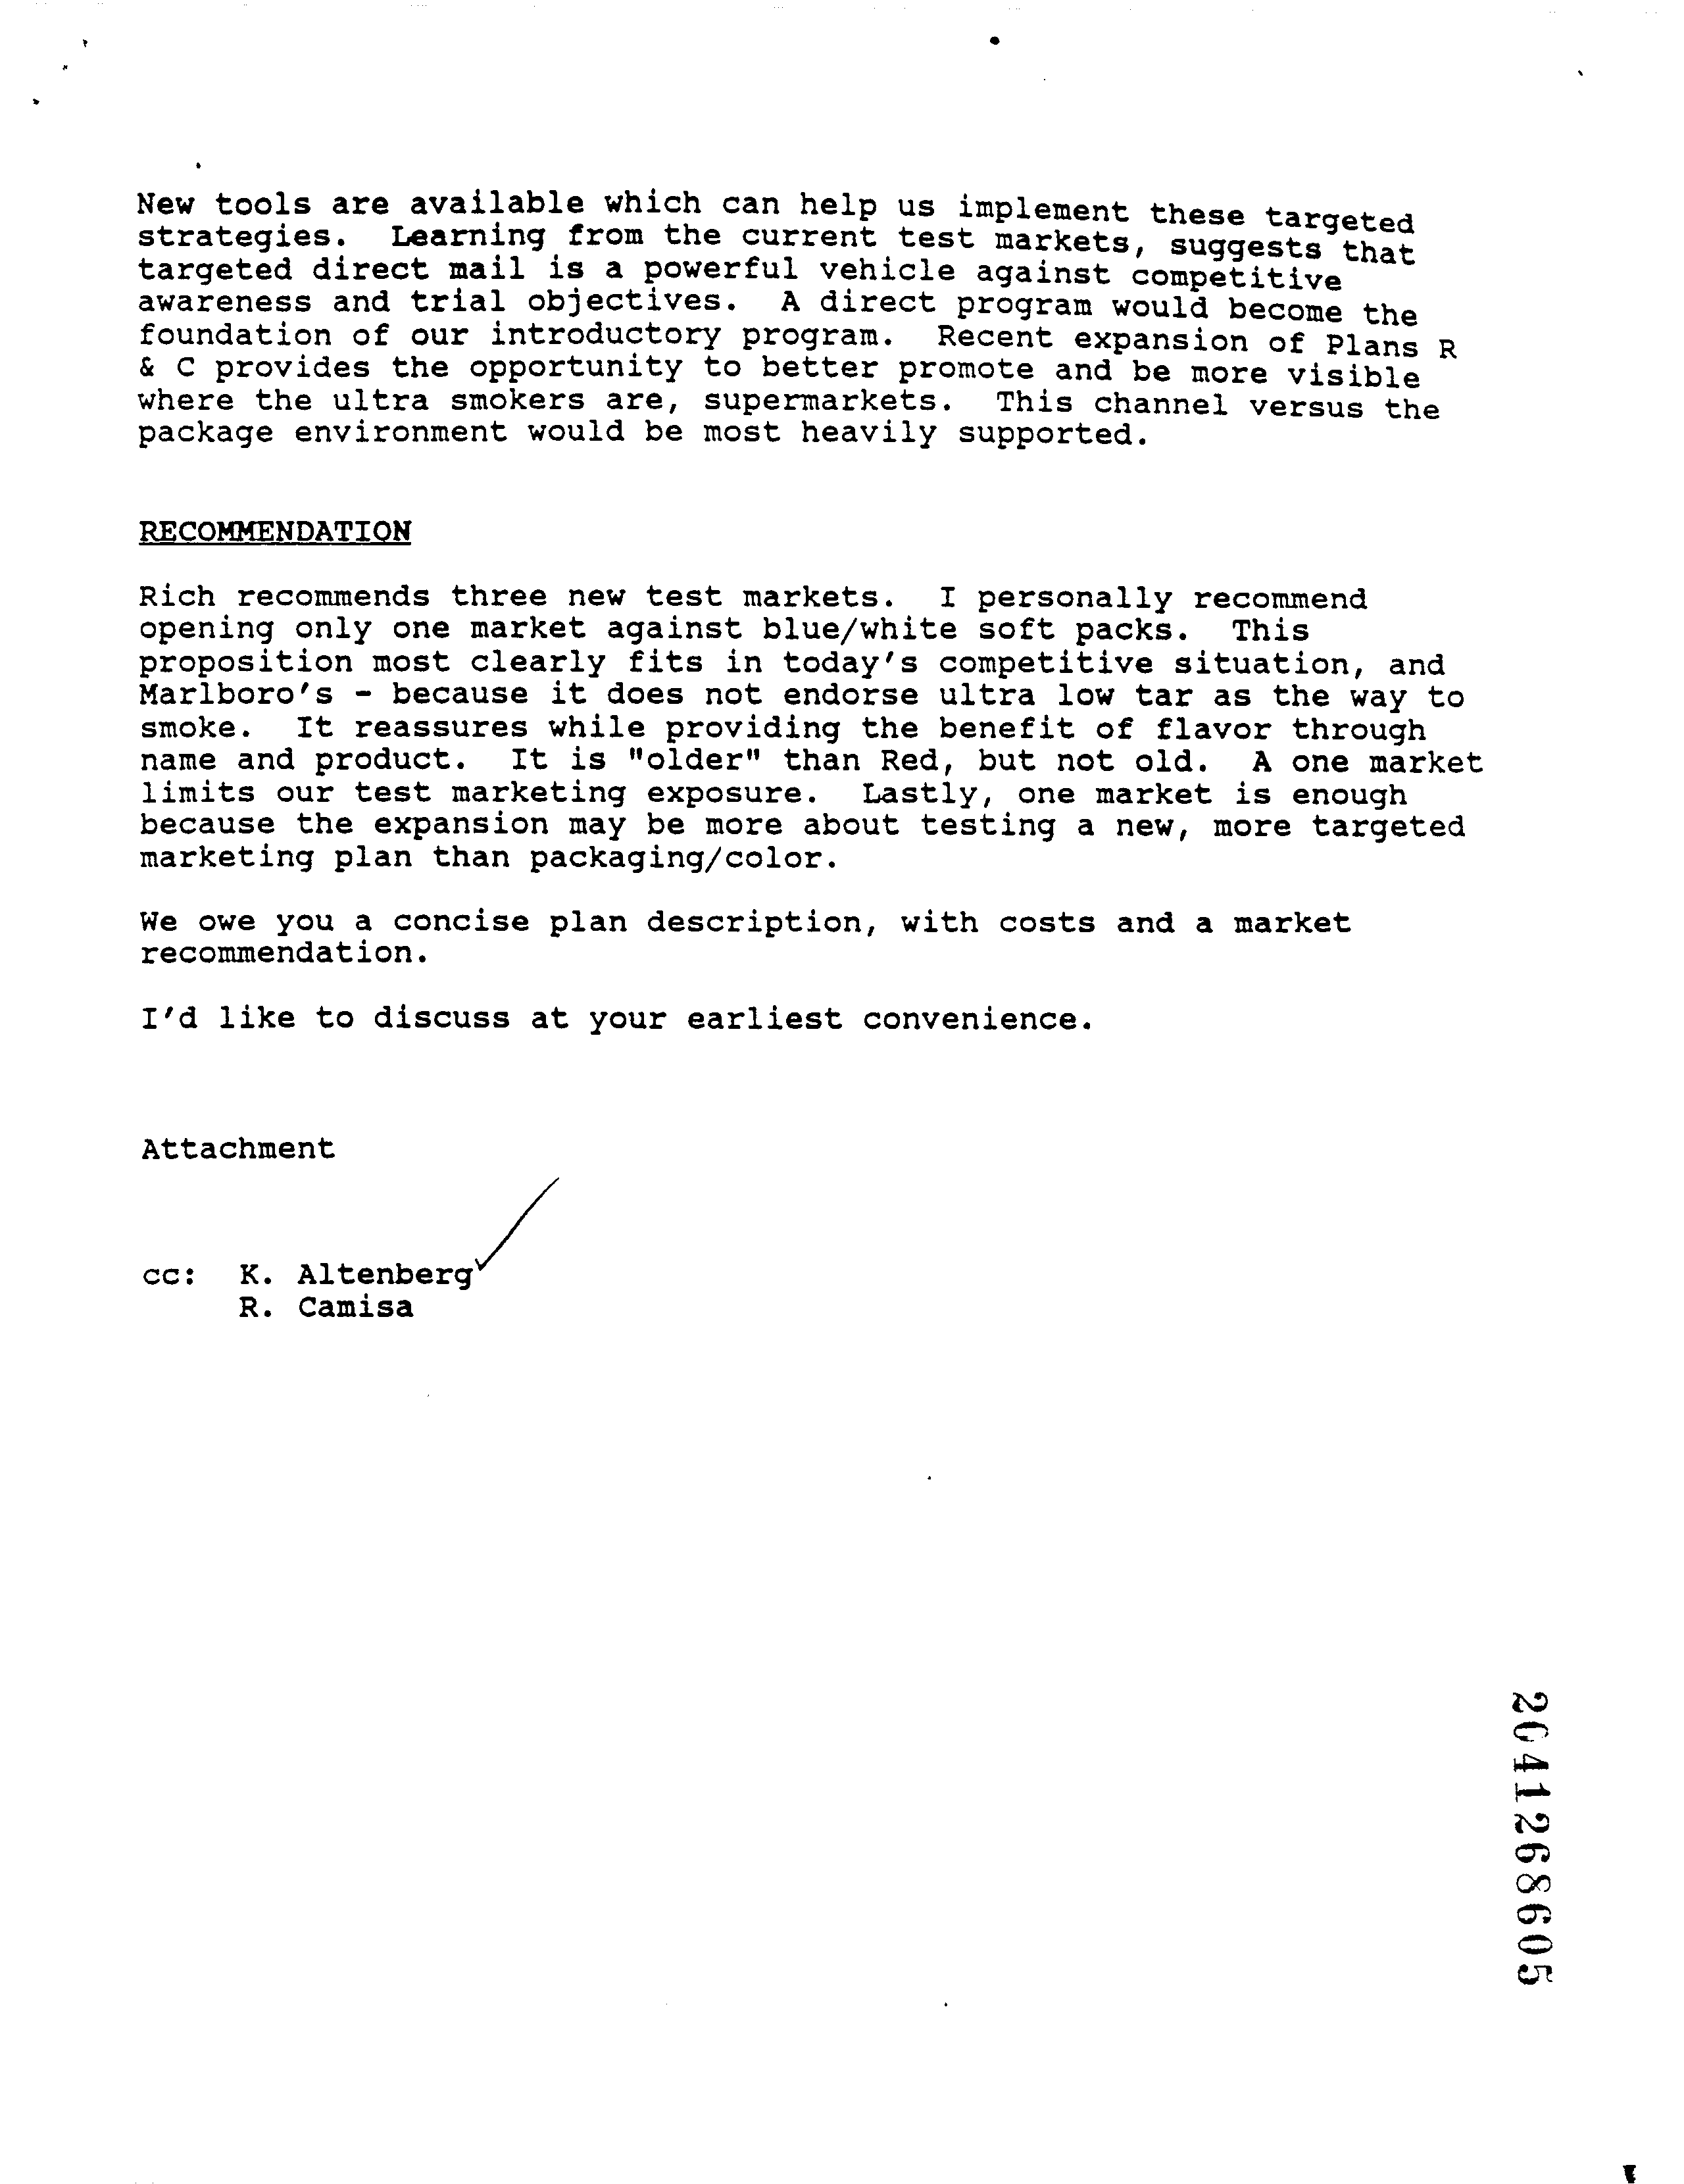 New tools are available which can help us implement these targeted
strategies.  Learning from the current test markets, suggests that
targeted direct mail is a powerful vehicle against competitive
awareness and trial objectives.  A direct program would become the
foundation of our introductory program.  Recent expansion of Plans R
& C provides the opportunity to better promote and be more visible
where the ultra smokers are, supermarkets.  This channel versus the
package environment would be most heavily supported.
RECOMMENDATION
Rich recommends three new test markets.  I personally recommend
opening only one market against blue/white soft packs.  This
proposition most clearly fits in today's competitive situation, and
Marlboro's - because it does not endorse ultra low tar as the way to
smoke.  It reassures while providing the benefit of flavor through
name and product.  It is "older" than Red, but not old.  A one market
limits our test marketing exposure.  Lastly, one market is enough
because the expansion may be more about testing a new, more targeted
marketing plan than packaging/color.
We owe you a concise plan description, with costs and a market
recommendation.
I'd like to discuss at your earliest convenience.
Attachment
cc:  K. Altenberg
R. Camisa
2041268605